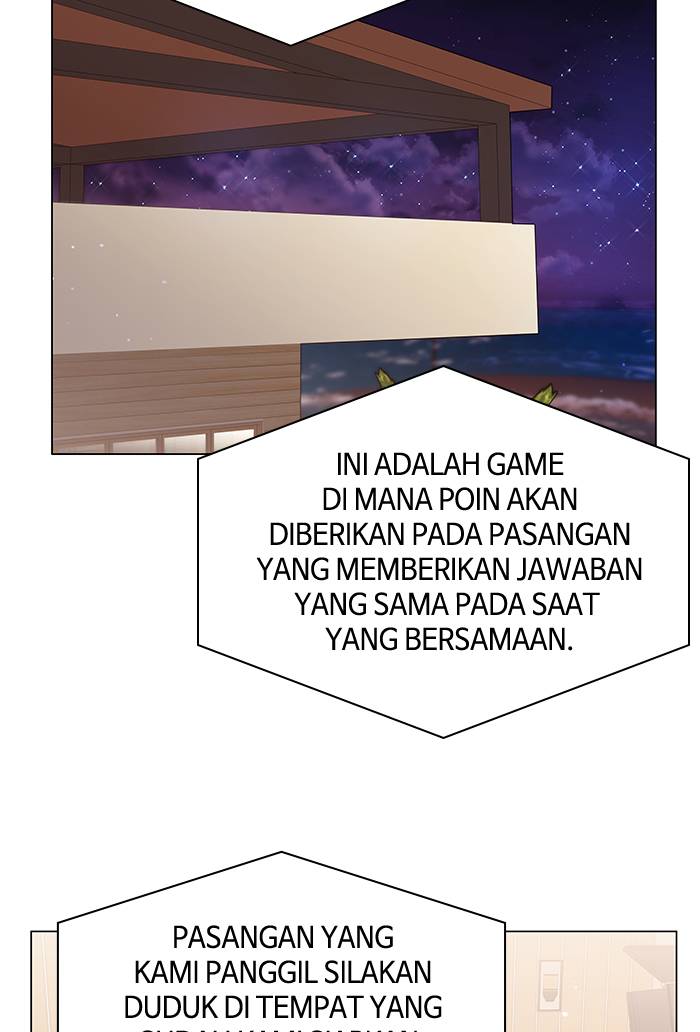 INI ADALAH GAME
DI MANA POIN AKAN
DIBERIKAN PADA PASANGAN
YANG MEMBERIKAN JAWABAN
YANG SAMA PADA SAAT
YANG BERSAMAAN.
PASANGAN YANG
KAMI PANGGIL SILAKAN
DUDUK DI TEMPAT YANG